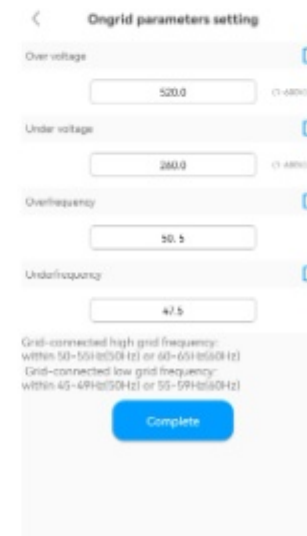 Ongrid parameters setting
Over voltage
520.0
Under voltage
260.0
Overfrequency
50.5
Underfrequency
47.5
Grid-connected high grid frequency:
within 50-55Hz(50Hz) or 60-65Hz(60Hz)
Grid-connected low grid frequency:
within 45-49Hz(50Hz) or 55-59Hz(60Hz)
Complete